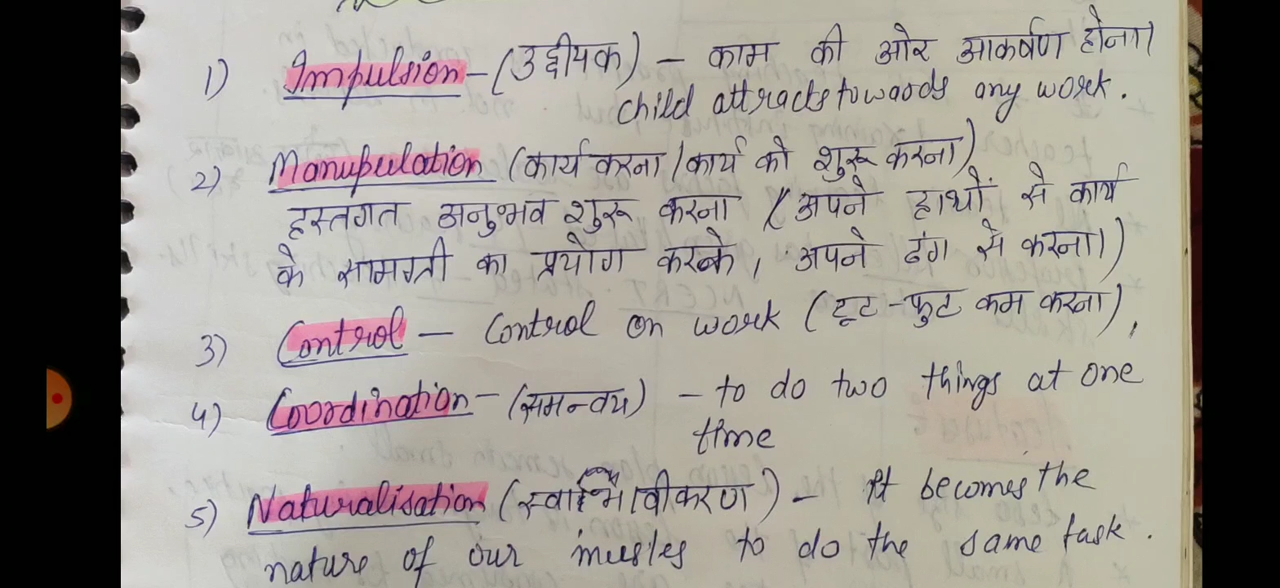 1) Impulsion - (उद्दीयक) - काम की ओर आकर्षण होना।
child attracts towards any work.
2) Manupulation (कार्य करना / कार्य को शुरू करना)
हस्तगत अनुभव शुरू करना (अपने हाथों से कार्य
के सामग्री का प्रयोग करके, अपने ढंग से करना।)
3) Control - Control on work (टूट-फुट कम करना),
4) Coordination - (समन्वय) - to do two things at one
time
5) Naturalisation (स्वाभिावीकरण) - it becomes the
nature of our musles to do the same task.